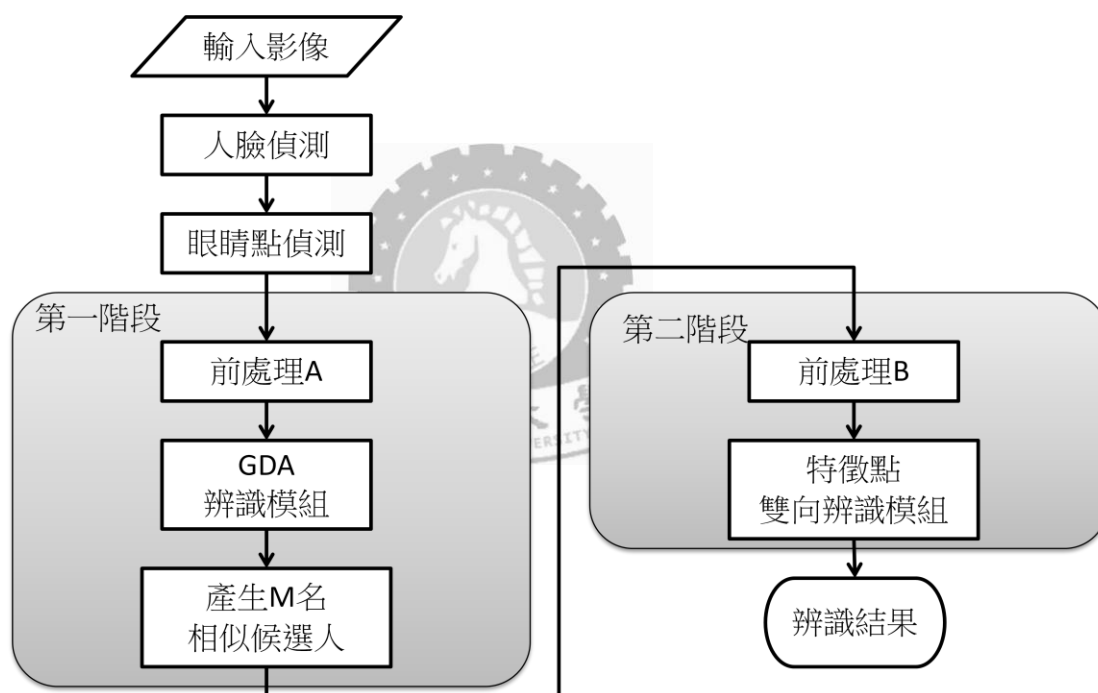 輸入影像
人臉偵測
眼睛點偵測
第一階段
前處理A
GDA
辨識模組
產生M名
相似候選人
第二階段
前處理B
特徵點
雙向辨識模組
辨識結果